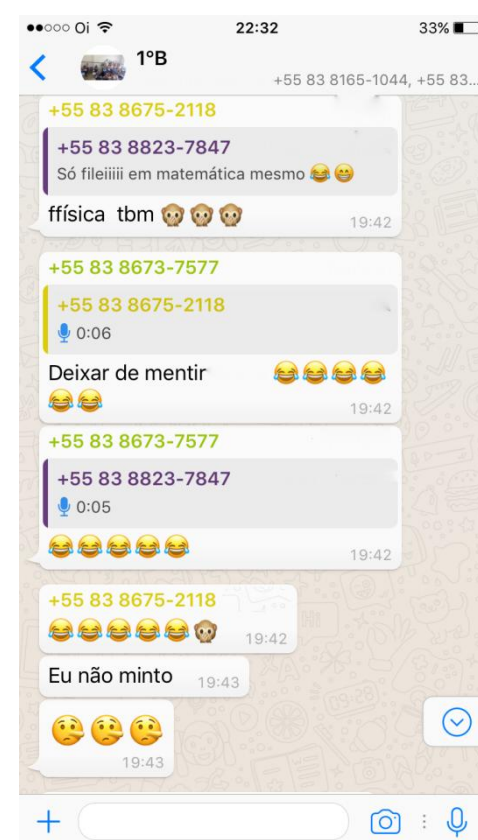 Oi 22:32 33%
1°B
+55 83 8165-1044, +55 83...
+55 83 8675-2118
+55 83 8823-7847
Só fileiiiii em matemática mesmo 😂😁
ffísica tbm 🙊🙊🙊
19:42
+55 83 8673-7577
+55 83 8675-2118
0:06
Deixar de mentir 😂😂😂😂
😂😂
19:42
+55 83 8673-7577
+55 83 8823-7847
0:05
😂😂😂😂😂
19:42
+55 83 8675-2118
😂😂😂😂😂🙊 19:42
Eu não minto 19:43
🤥🤥🤥
19:43